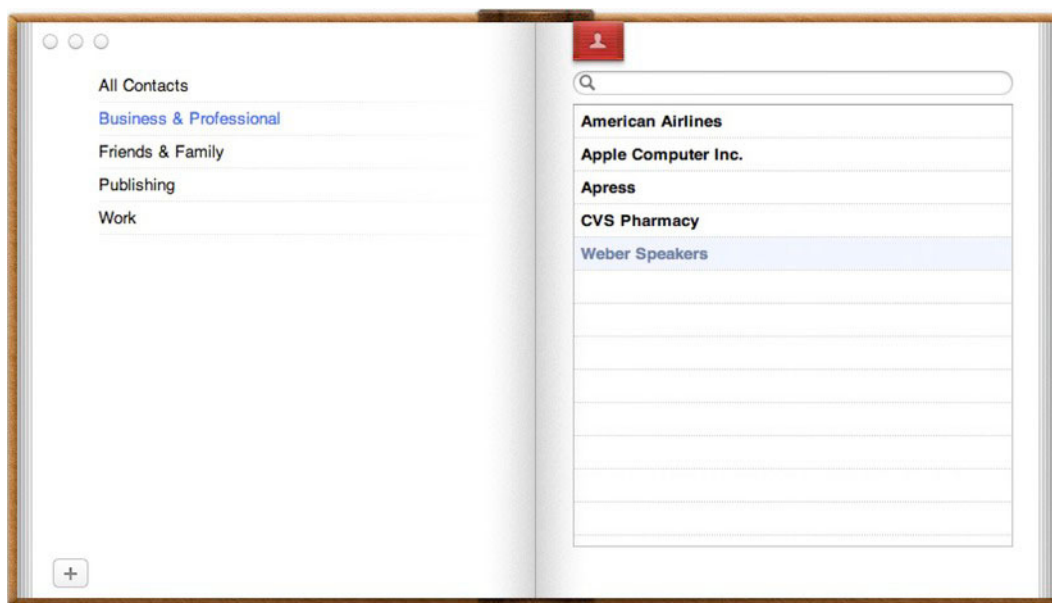 All Contacts
Business & Professional
Friends & Family
Publishing
Work
American Airlines
Apple Computer Inc.
Apress
CVS Pharmacy
Weber Speakers